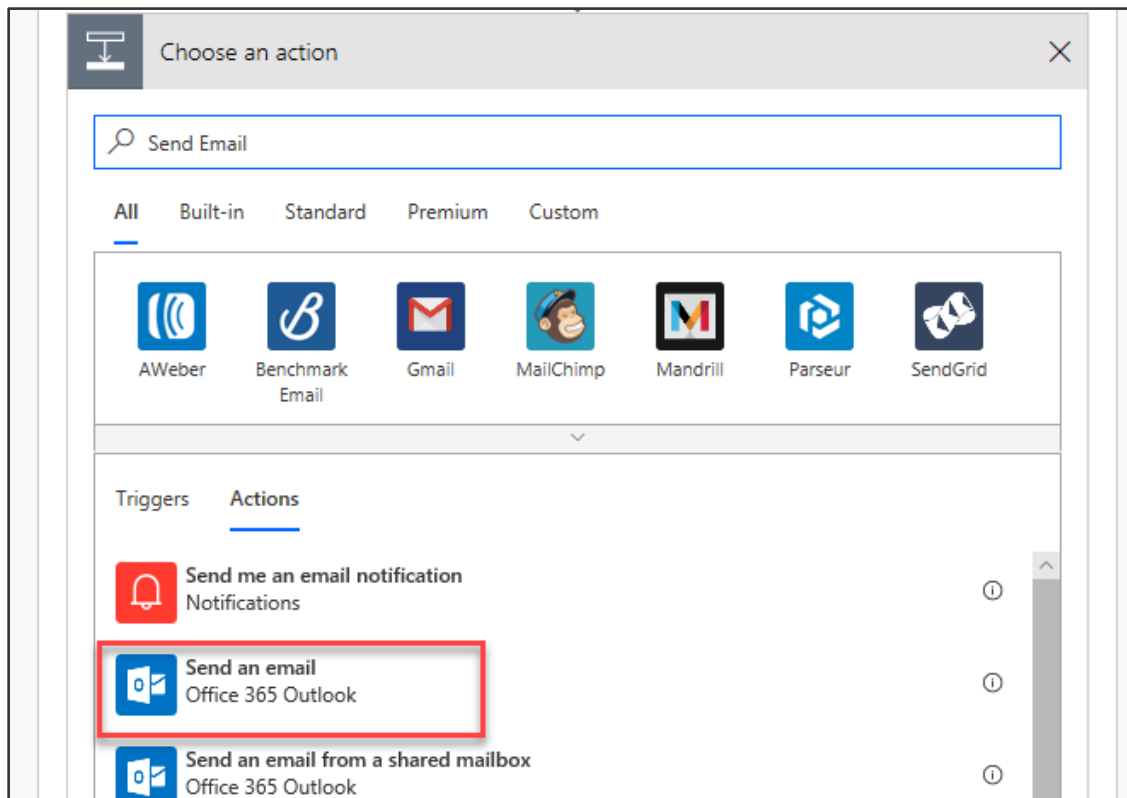 Choose an action
Send Email
All Built-in Standard Premium Custom
AWeber Benchmark Email Gmail MailChimp Mandrill Parseur SendGrid
Triggers Actions
Send me an email notification
Notifications
Send an email
Office 365 Outlook
Send an email from a shared mailbox
Office 365 Outlook